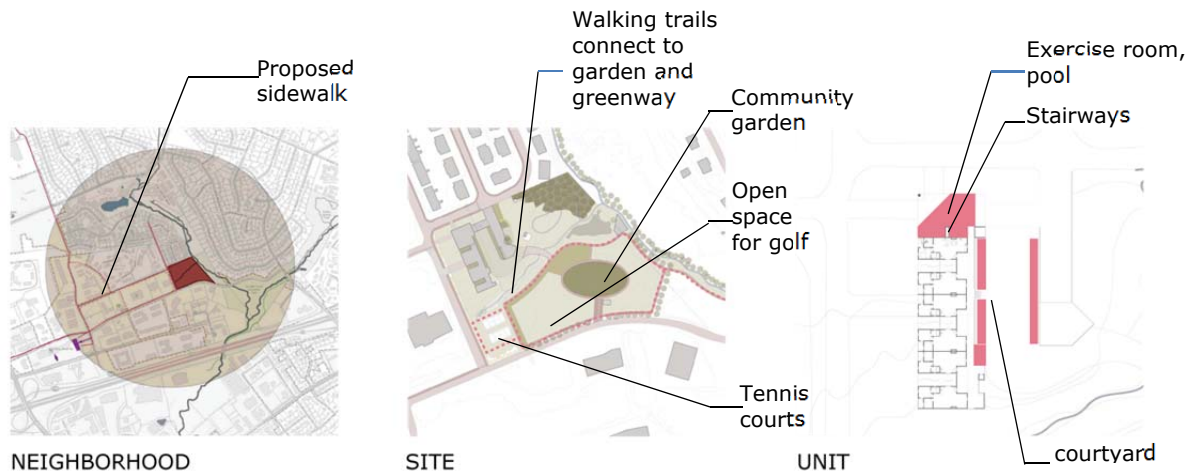 Proposed
sidewalk
NEIGHBORHOOD
Walking trails
connect to
garden and
greenway
Community
garden
Open
space
for golf
Tennis
courts
SITE
Exercise room,
pool
Stairways
courtyard
UNIT